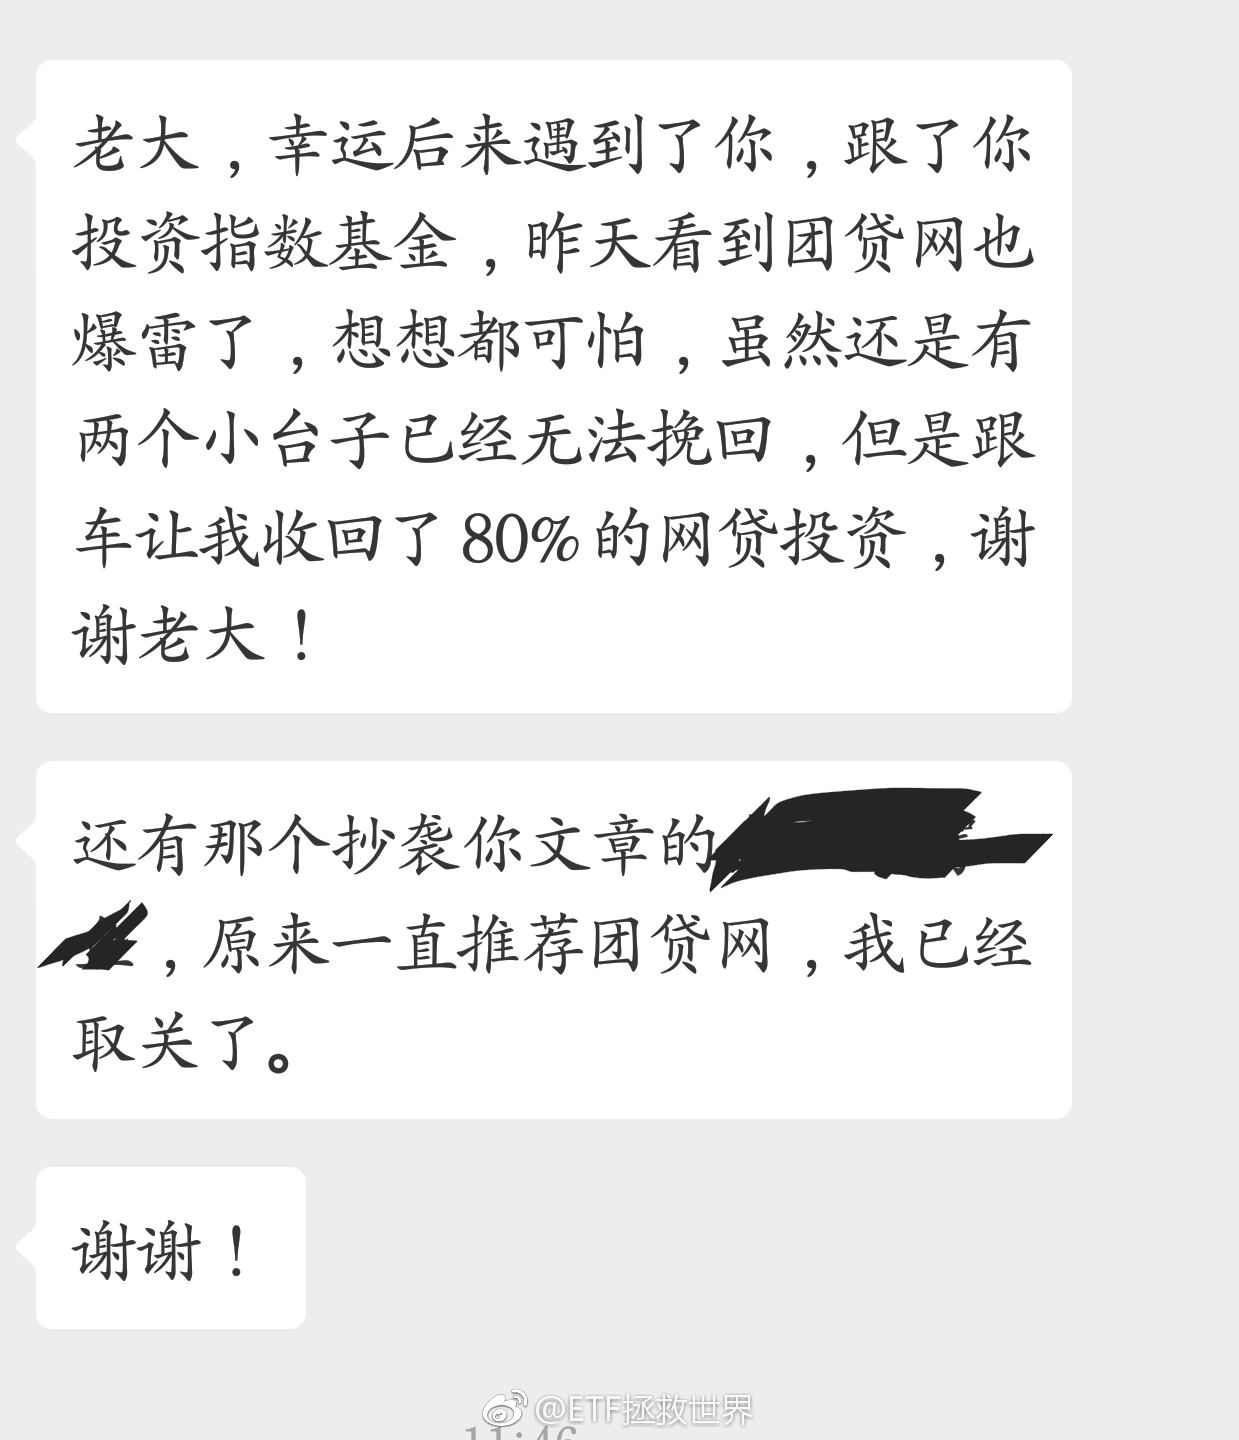 老大，幸运后来遇到了你，跟了你
投资指数基金，昨天看到团贷网也
爆雷了，想想都可怕，虽然还是有
两个小台子已经无法挽回，但是跟
车让我收回了80%的网贷投资，谢
谢老大！
还有那个抄袭你文章的
，原来一直推荐团贷网，我已经
取关了。
谢谢！
@ETF拯救世界
11:46